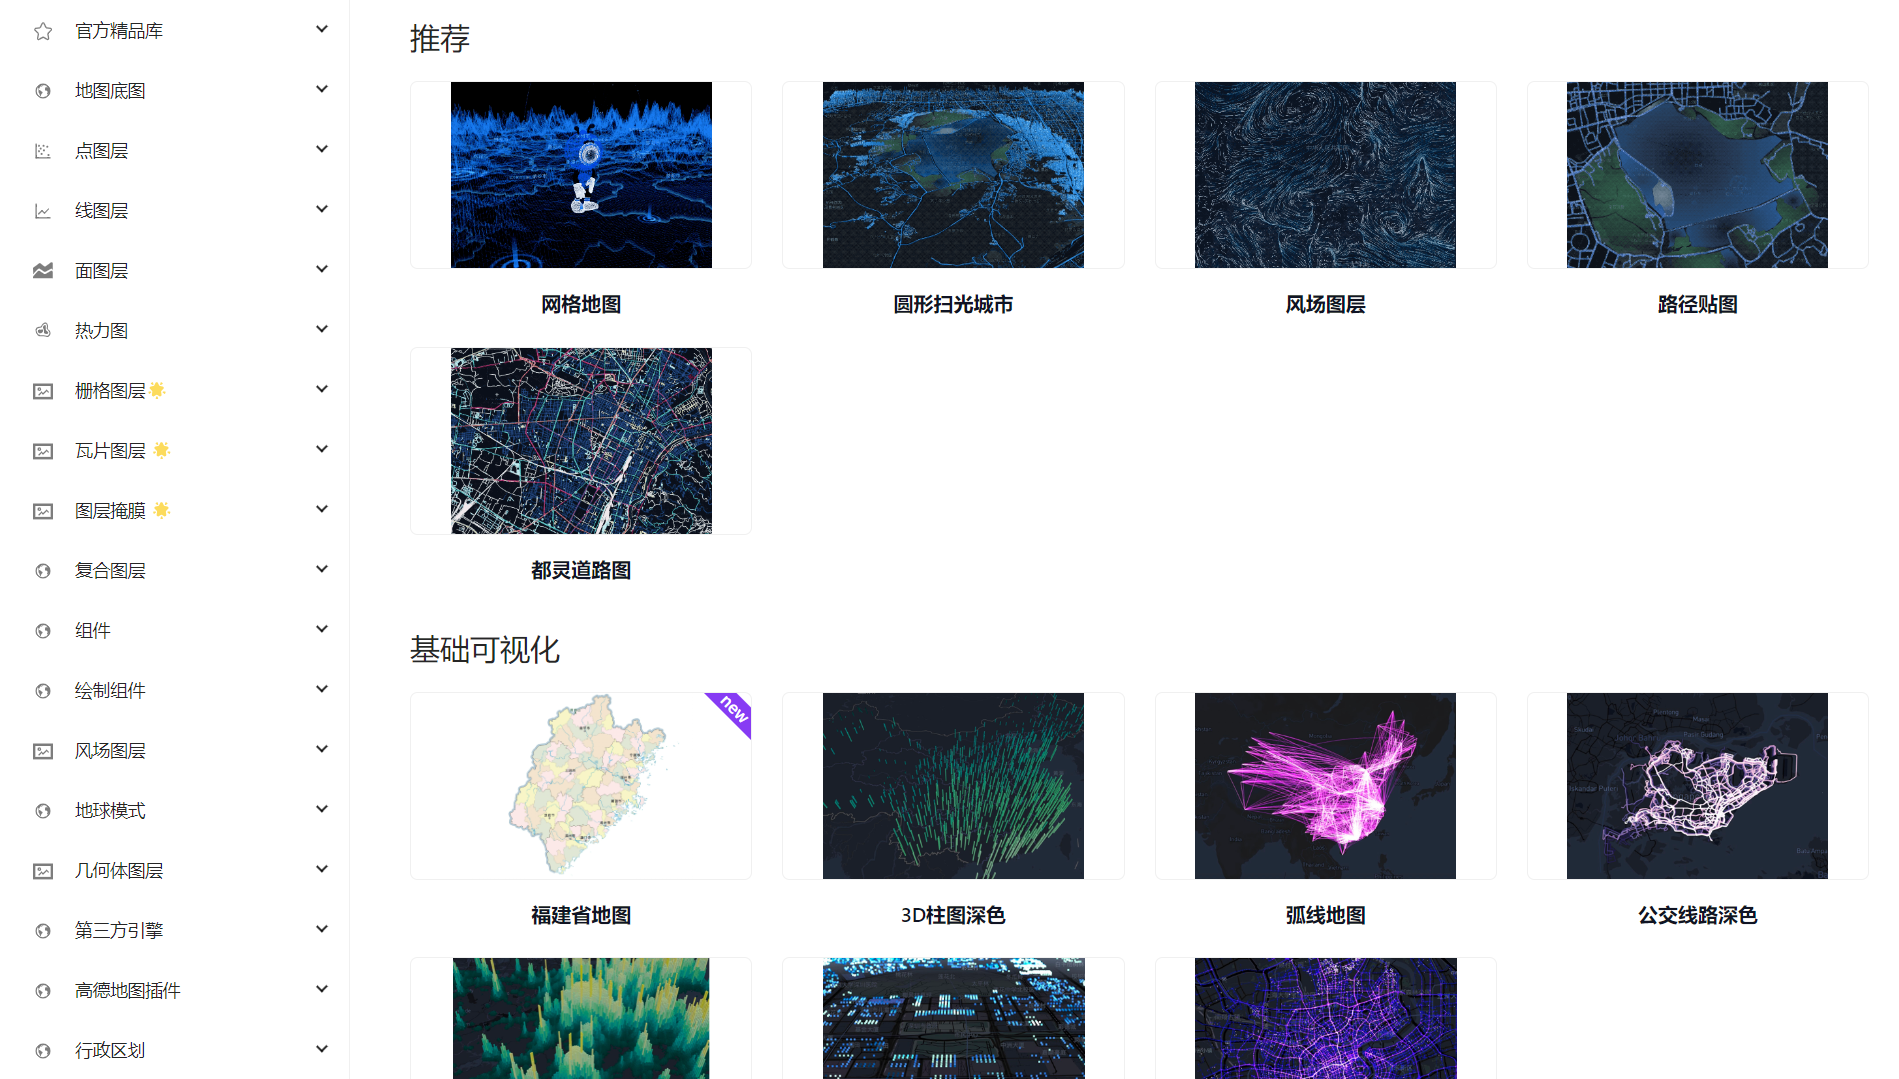 官方精品库
地图底图
点图层
线图层
面图层
热力图
栅格图层🌟
瓦片图层 🌟
图层掩膜 🌟
复合图层
组件
绘制组件
风场图层
地球模式
几何体图层
第三方引擎
高德地图插件
行政区划
推荐
网格地图
圆形扫光城市
风场图层
路径贴图
都灵道路图
基础可视化
new
福建省地图
3D柱图深色
弧线地图
公交线路深色